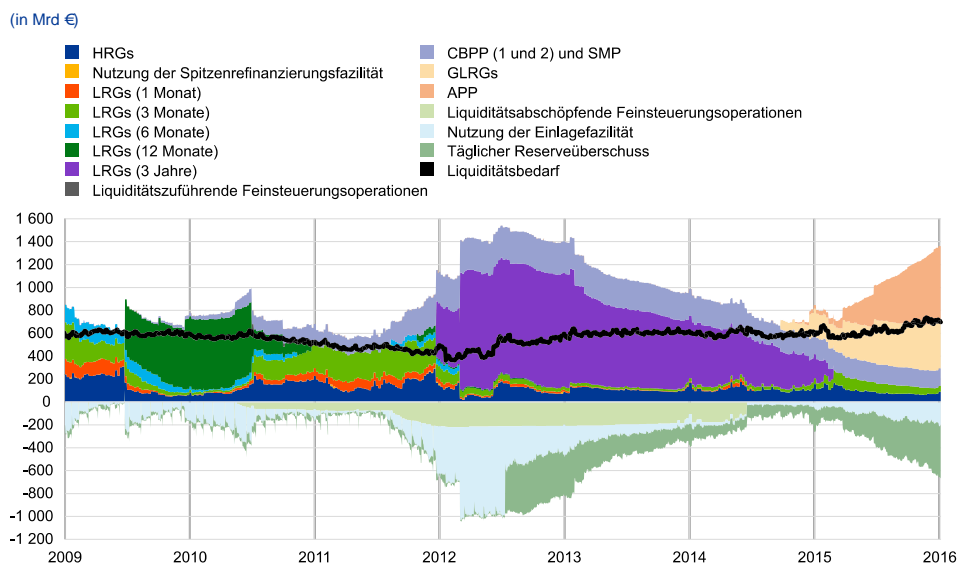 (in Mrd €)
HRGs
Nutzung der Spitzenrefinanzierungsfazilität
LRGs (1 Monat)
LRGs (3 Monate)
LRGs (6 Monate)
LRGs (12 Monate)
LRGs (3 Jahre)
Liquiditätszuführende Feinsteuerungsoperationen
CBPP (1 und 2) und SMP
GLRGs
APP
Liquiditätsabschöpfende Feinsteuerungsoperationen
Nutzung der Einlagefazilität
Täglicher Reserveüberschuss
Liquiditätsbedarf
1 600
1 400
1 200
1 000
800
600
400
200
0
-200
-400
-600
-800
-1 000
-1 200
2009 2010 2011 2012 2013 2014 2015 2016